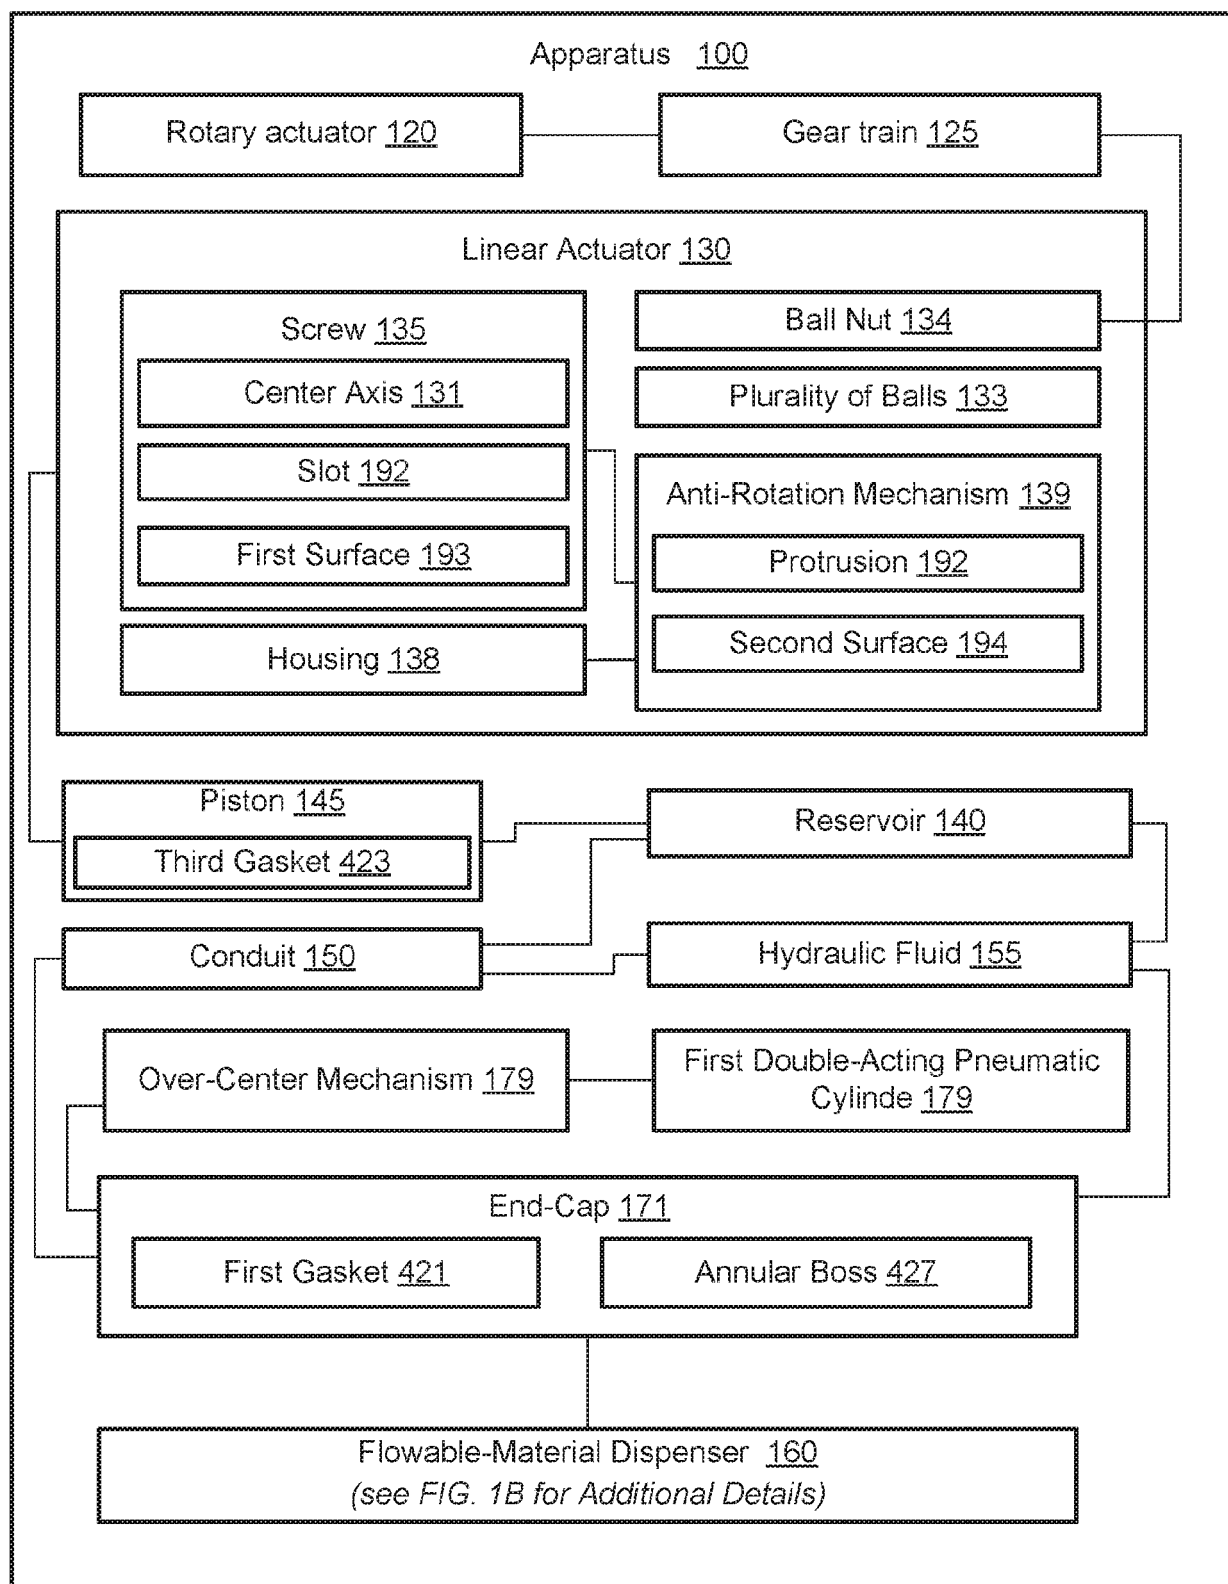 Apparatus 100
Rotary actuator 120
Gear train 125
Linear Actuator 130
Screw 135
Center Axis 131
Slot 192
First Surface 193
Housing 138
Ball Nut 134
Plurality of Balls 133
Anti-Rotation Mechanism 139
Protrusion 192
Second Surface 194
Piston 145
Third Gasket 423
Reservoir 140
Conduit 150
Hydraulic Fluid 155
Over-Center Mechanism 179
First Double-Acting Pneumatic
Cylinde 179
End-Cap 171
First Gasket 421
Annular Boss 427
Flowable-Material Dispenser 160
(see FIG. 1B for Additional Details)